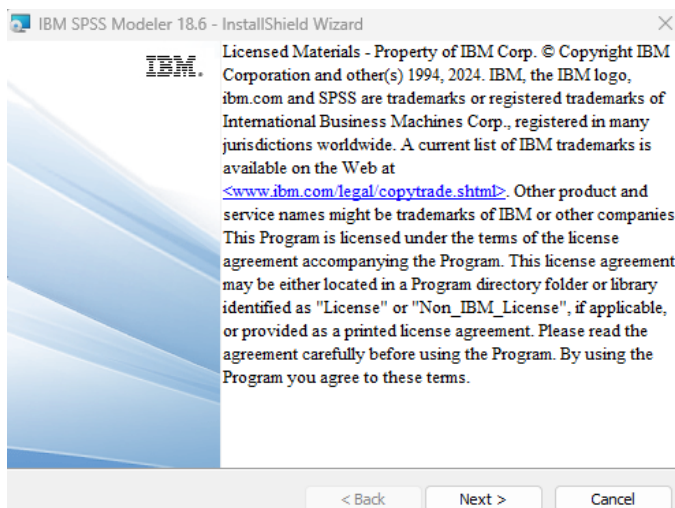 IBM SPSS Modeler 18.6 - InstallShield Wizard
IBM.
Licensed Materials - Property of IBM Corp. © Copyright IBM
Corporation and other(s) 1994, 2024. IBM, the IBM logo,
ibm.com and SPSS are trademarks or registered trademarks of
International Business Machines Corp., registered in many
jurisdictions worldwide. A current list of IBM trademarks is
available on the Web at
<www.ibm.com/legal/copytrade.shtml>. Other product and
service names might be trademarks of IBM or other companies
This Program is licensed under the terms of the license
agreement accompanying the Program. This license agreement
may be either located in a Program directory folder or library
identified as "License" or "Non_IBM_License", if applicable,
or provided as a printed license agreement. Please read the
agreement carefully before using the Program. By using the
Program you agree to these terms.
< Back
Next >
Cancel